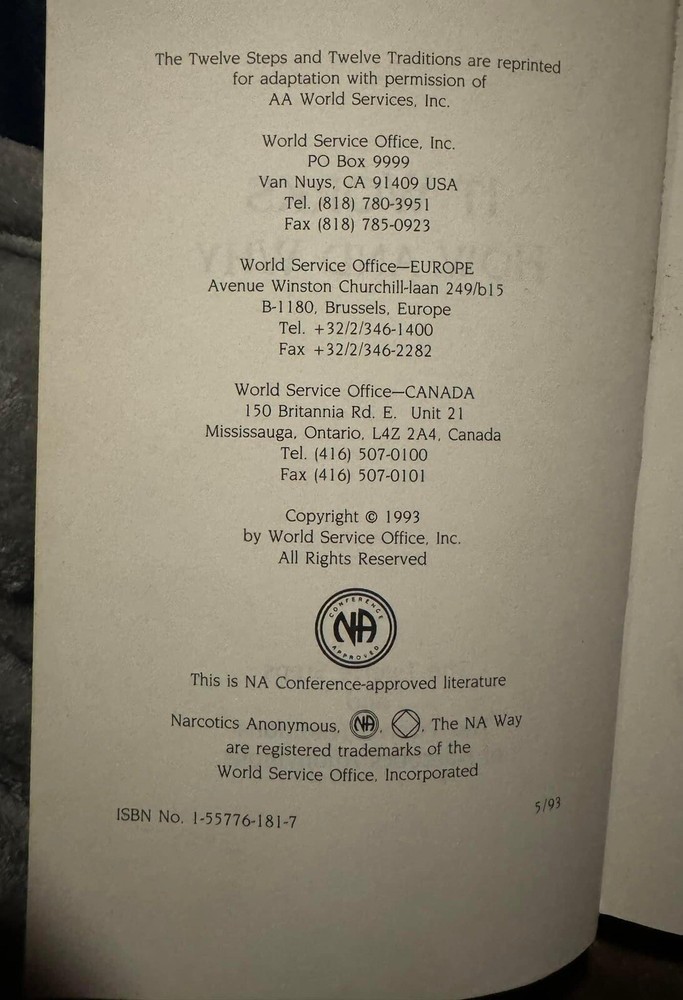 The Twelve Steps and Twelve Traditions are reprinted
for adaptation with permission of
AA World Services, Inc.
World Service Office, Inc.
PO Box 9999
Van Nuys, CA 91409 USA
Tel. (818) 780-3951
Fax (818) 785-0923
World Service Office—EUROPE
Avenue Winston Churchill-laan 249/b15
B-1180, Brussels, Europe
Tel. +32/2/346-1400
Fax +32/2/346-2282
World Service Office—CANADA
150 Britannia Rd. E. Unit 21
Mississauga, Ontario, L4Z 2A4, Canada
Tel. (416) 507-0100
Fax (416) 507-0101
Copyright © 1993
by World Service Office, Inc.
All Rights Reserved
CONFERENCE
NA
APPROVED
This is NA Conference-approved literature
Narcotics Anonymous, NA, , The NA Way
are registered trademarks of the
World Service Office, Incorporated
ISBN No. 1-55776-181-7
5/93